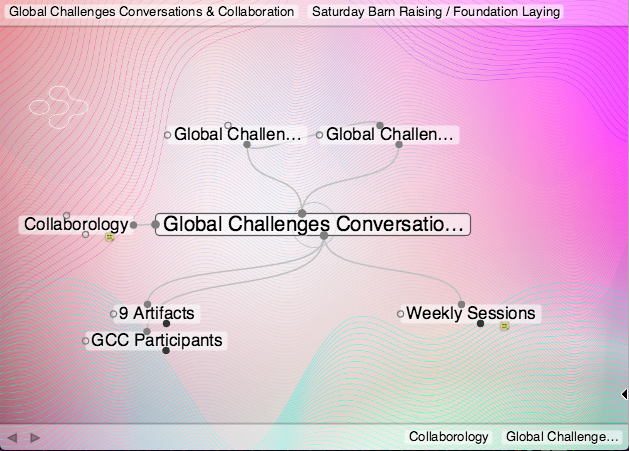 Global Challenges Conversations & Collaboration
Saturday Barn Raising / Foundation Laying
Global Challen...
Global Challen...
Collaborology
Global Challenges Conversatio...
9 Artifacts
Weekly Sessions
GCC Participants
Collaborology
Global Challenge...